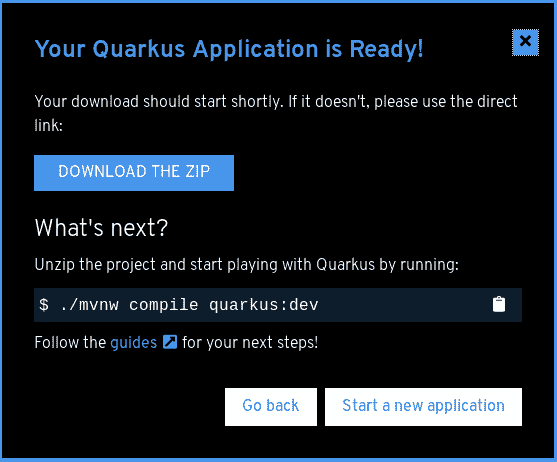 Your Quarkus Application is Ready!
Your download should start shortly. If it doesn't, please use the direct
link:
DOWNLOAD THE ZIP
What's next?
Unzip the project and start playing with Quarkus by running:
$ ./mvnw compile quarkus:dev
Follow the guides for your next steps!
Go back
Start a new application